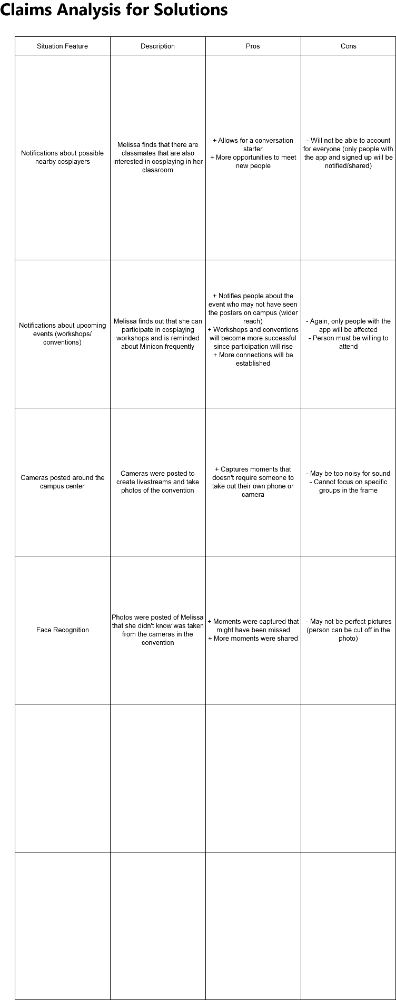 Claims Analysis for Solutions
Situation Feature
Description
Pros
Cons
Notifications about possible
nearby cosplayers
Melissa finds that there are
classmates that are also
interested in cosplaying in her
classroom
+ Allows for a conversation
starter
+ More opportunities to meet
new people
- Will not be able to account
for everyone (only people with
the app and signed up will be
notified/shared)
Notifications about upcoming
events (workshops/
conventions)
Melissa finds out that she can
participate in cosplaying
workshops and is reminded
about Minicon frequently
+ Notifies people about the
event who may not have seen
the posters on campus (wider
reach)
+ Workshops and conventions
will become more successful
since participation will rise
+ More connections will be
established
- Again, only people with the
app will be affected
- Person must be willing to
attend
Cameras posted around the
campus center
Cameras were posted to
create livestreams and take
photos of the convention
+ Captures moments that
doesn't require someone to
take out their own phone or
camera
- May be too noisy for sound
- Cannot focus on specific
groups in the frame
Face Recognition
Photos were posted of Melissa
that she didn't know was taken
from the cameras in the
convention
+ Moments were captured that
might have been missed
+ More moments were shared
- May not be perfect pictures
(person can be cut off in the
photo)